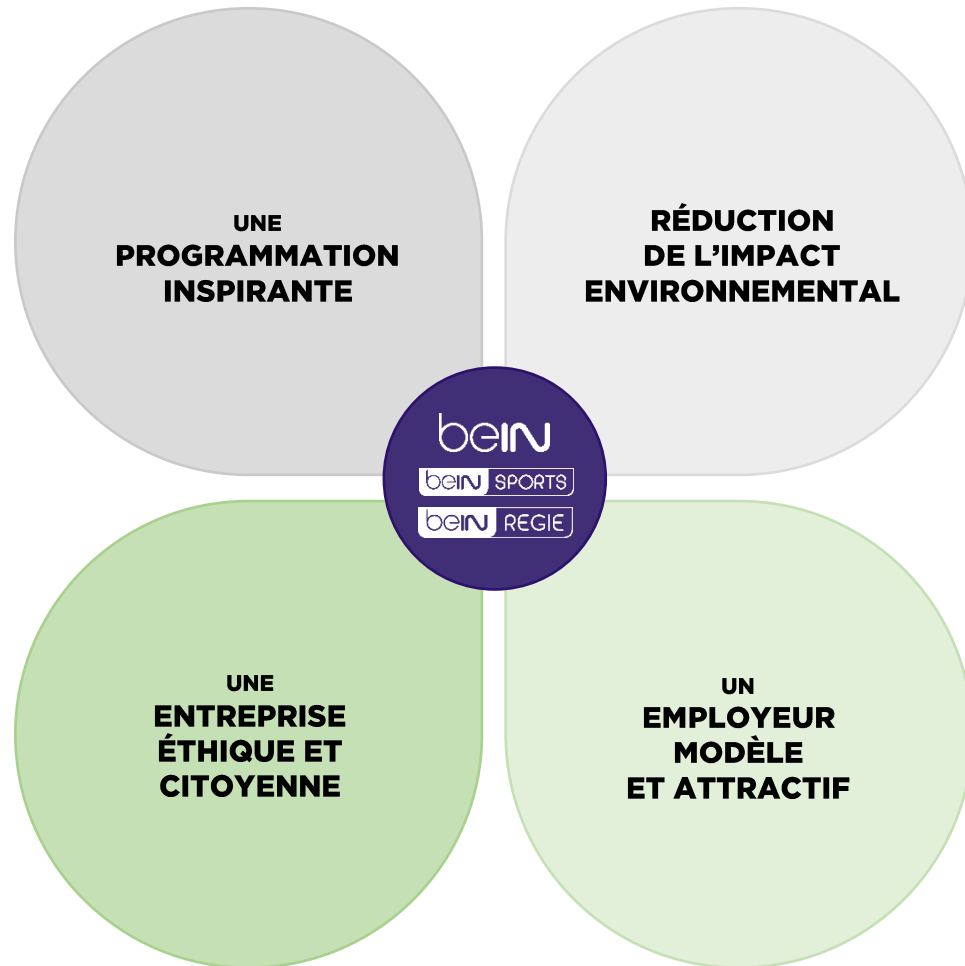 UNE
PROGRAMMATION
INSPIRANTE
RÉDUCTION
DE L’IMPACT
ENVIRONNEMENTAL
beIN
beIN SPORTS
beIN REGIE
UNE
ENTREPRISE
ÉTHIQUE ET
CITOYENNE
UN
EMPLOYEUR
MODÈLE
ET ATTRACTIF